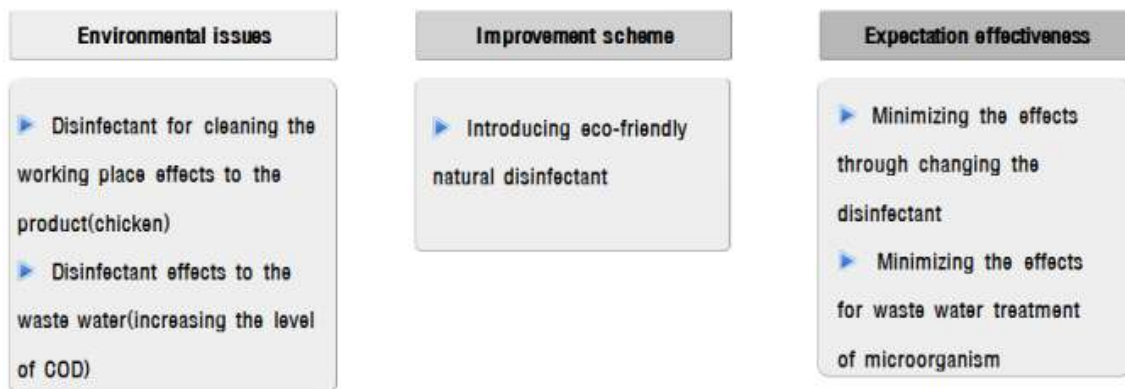 Environmental issues
Disinfectant for cleaning the
working place effects to the
product(chicken)
Disinfectant effects to the
waste water(increasing the level
of COD)
Improvement scheme
Introducing eco-friendly
natural disinfectant
Expectation effectiveness
Minimizing the effects
through changing the
disinfectant
Minimizing the effects
for waste water treatment
of microorganism